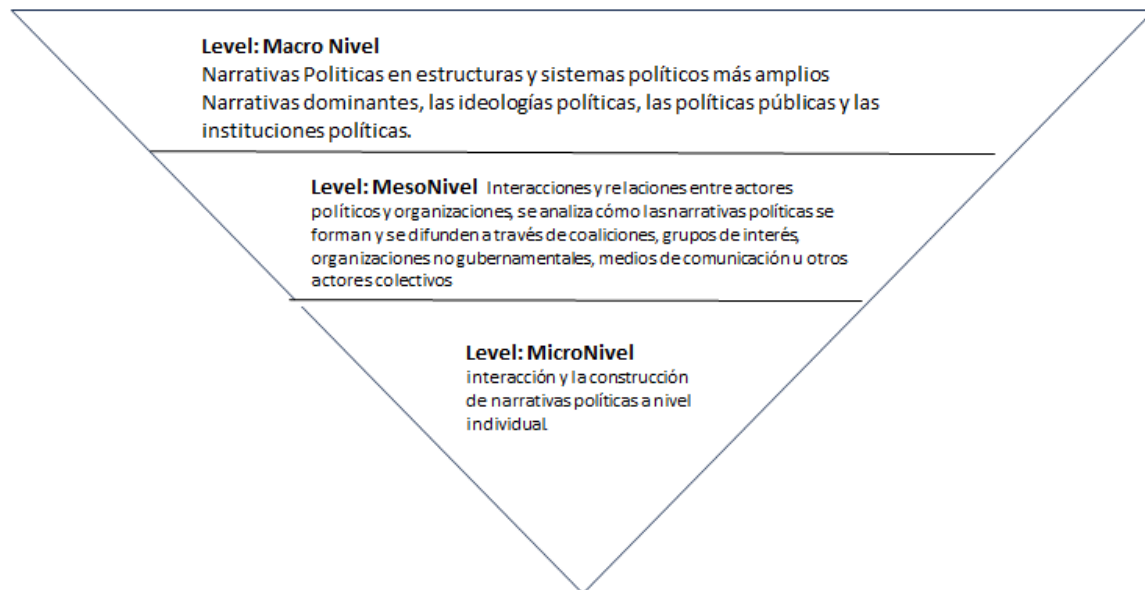 Level: Macro Nivel
Narrativas Politicas en estructuras y sistemas políticos más amplios
Narrativas dominantes, las ideologías políticas, las políticas públicas y las
instituciones políticas.
Level: MesoNivel Interacciones y relaciones entre actores
políticos y organizaciones, se analiza cómo las narrativas políticas se
forman y se difunden a través de coaliciones, grupos de interés,
organizaciones no gubernamentales, medios de comunicación u otros
actores colectivos
Level: MicroNivel
interacción y la construcción
de narrativas políticas a nivel
individual.